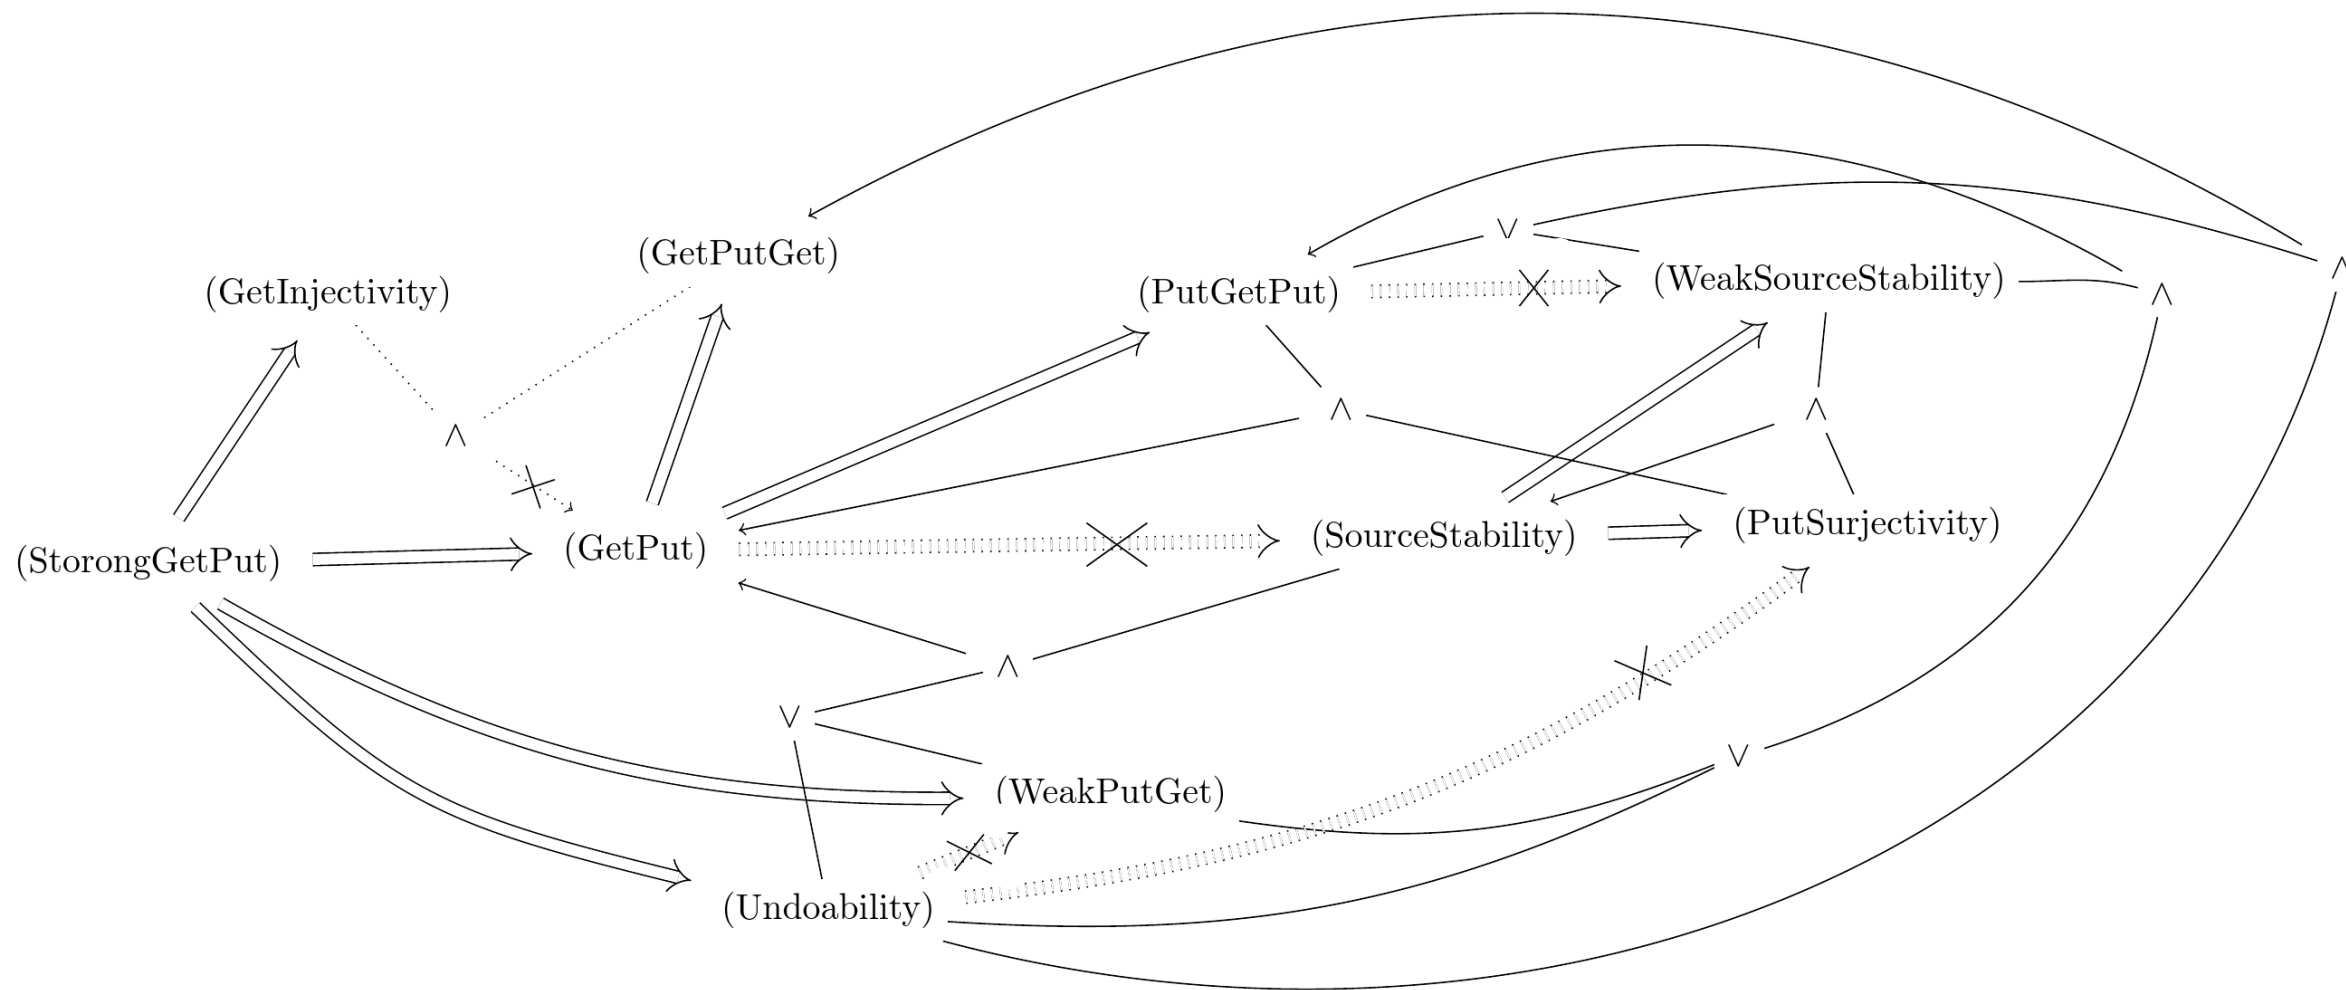 (GetPutGet)
∨
(GetInjectivity)
(PutGetPut)
(WeakSourceStability)
∧
∧
∧
∧
∧
(StorongGetPut)
(GetPut)
(SourceStability)
(PutSurjectivity)
∧
∨
∨
(WeakPutGet)
(Undoability)